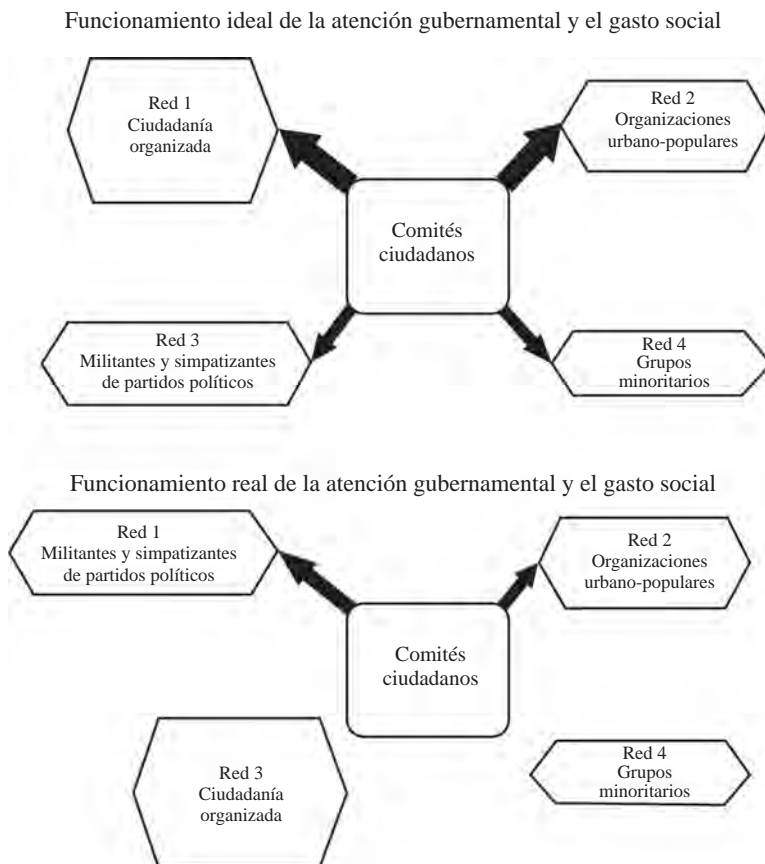 Funcionamiento ideal de la atención gubernamental y el gasto social
Red 1
Ciudadanía
organizada
Red 2
Organizaciones
urbano-populares
Comités
ciudadanos
Red 3
Militantes y simpatizantes
de partidos políticos
Red 4
Grupos
minoritarios
Funcionamiento real de la atención gubernamental y el gasto social
Red 1
Militantes y simpatizantes
de partidos políticos
Red 2
Organizaciones
urbano-populares
Comités
ciudadanos
Red 3
Ciudadanía
organizada
Red 4
Grupos
minoritarios